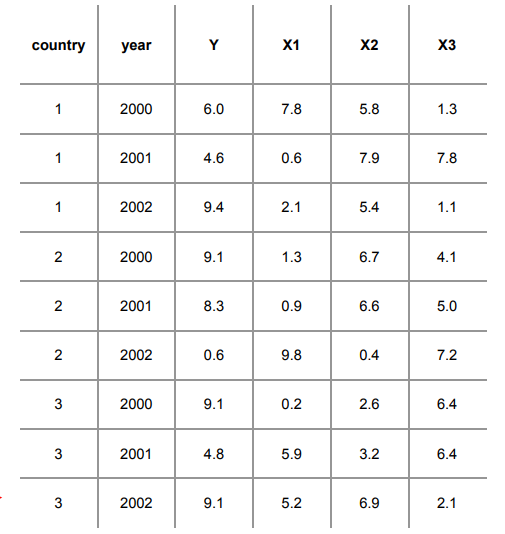 country year Y X1 X2 X3
1 2000 6.0 7.8 5.8 1.3
1 2001 4.6 0.6 7.9 7.8
1 2002 9.4 2.1 5.4 1.1
2 2000 9.1 1.3 6.7 4.1
2 2001 8.3 0.9 6.6 5.0
2 2002 0.6 9.8 0.4 7.2
3 2000 9.1 0.2 2.6 6.4
3 2001 4.8 5.9 3.2 6.4
3 2002 9.1 5.2 6.9 2.1